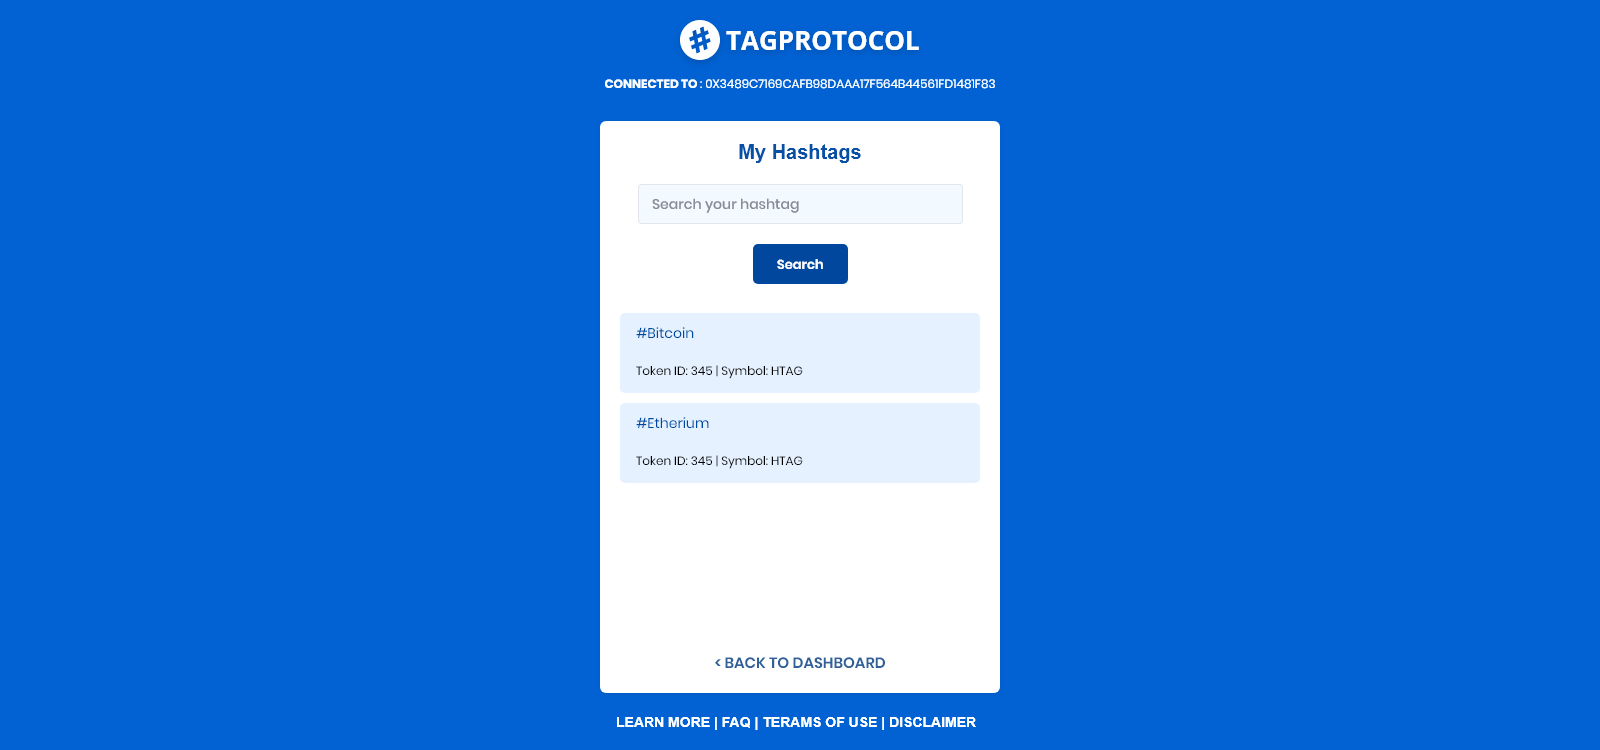 # TAGPROTOCOL
CONNECTED TO : 0X3489C7169CAFB98DAAA17F564B44561FD1481F83
My Hashtags
Search your hashtag
Search
#Bitcoin
Token ID: 345 | Symbol: HTAG
#Etherium
Token ID: 345 | Symbol: HTAG
< BACK TO DASHBOARD
LEARN MORE | FAQ | TERAMS OF USE | DISCLAIMER